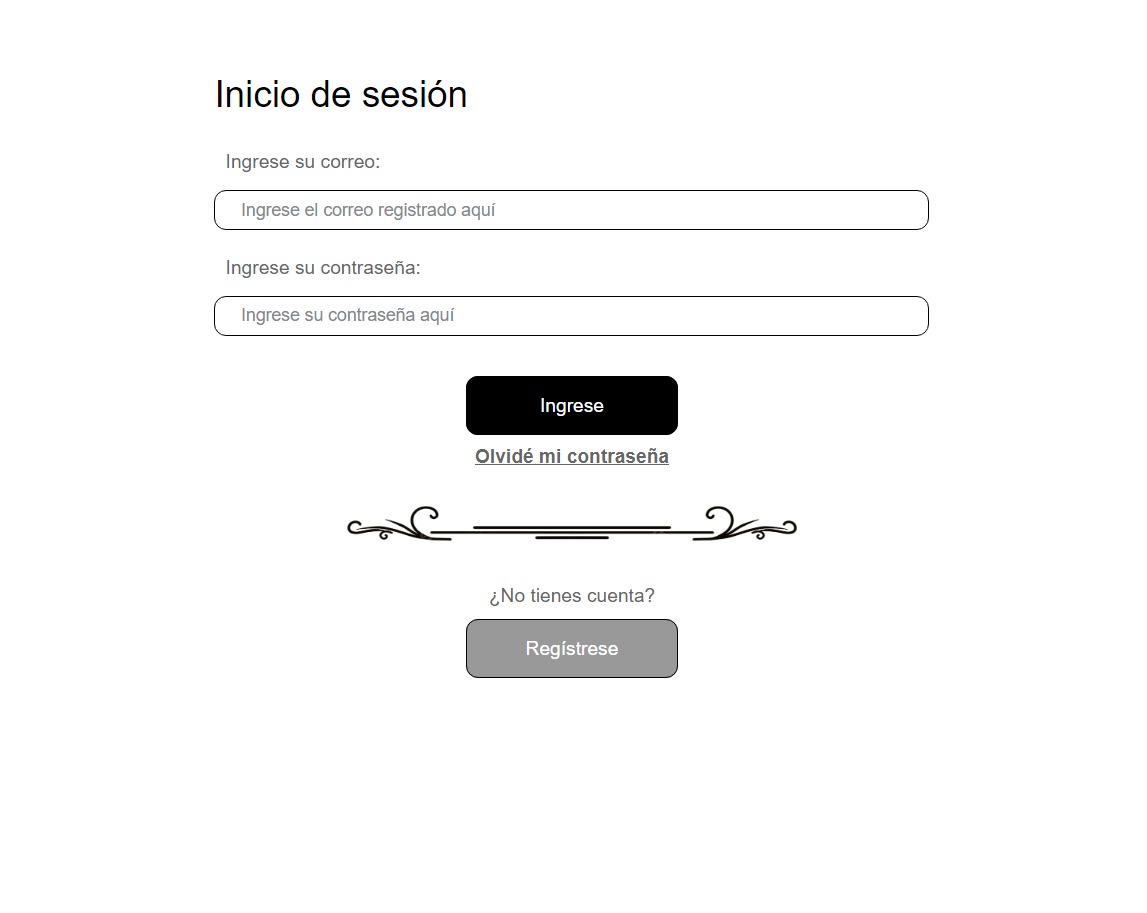 Inicio de sesión
Ingrese su correo:
Ingrese el correo registrado aquí
Ingrese su contraseña:
Ingrese su contraseña aquí
Ingrese
Olvidé mi contraseña
¿No tienes cuenta?
Regístrese